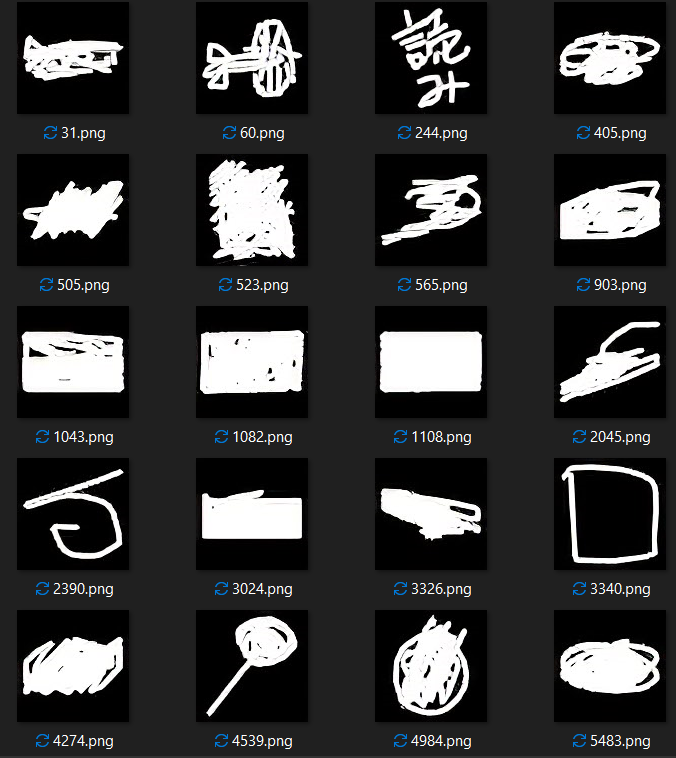 31.png 60.png 244.png 405.png
読
み
505.png 523.png 565.png 903.png
1043.png 1082.png 1108.png 2045.png
2390.png 3024.png 3326.png 3340.png
4274.png 4539.png 4984.png 5483.png